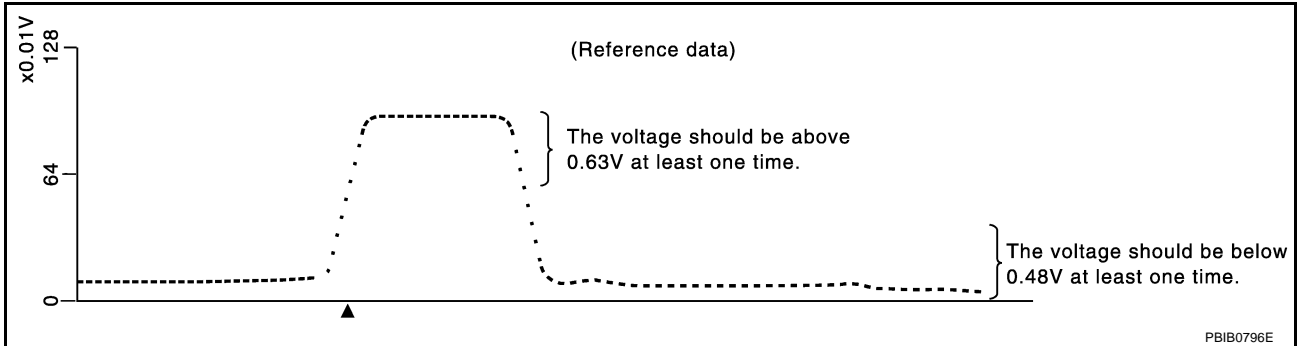 x0.01V
128
64
0
(Reference data)
The voltage should be above
0.63V at least one time.
The voltage should be below
0.48V at least one time.
PBIB0796E